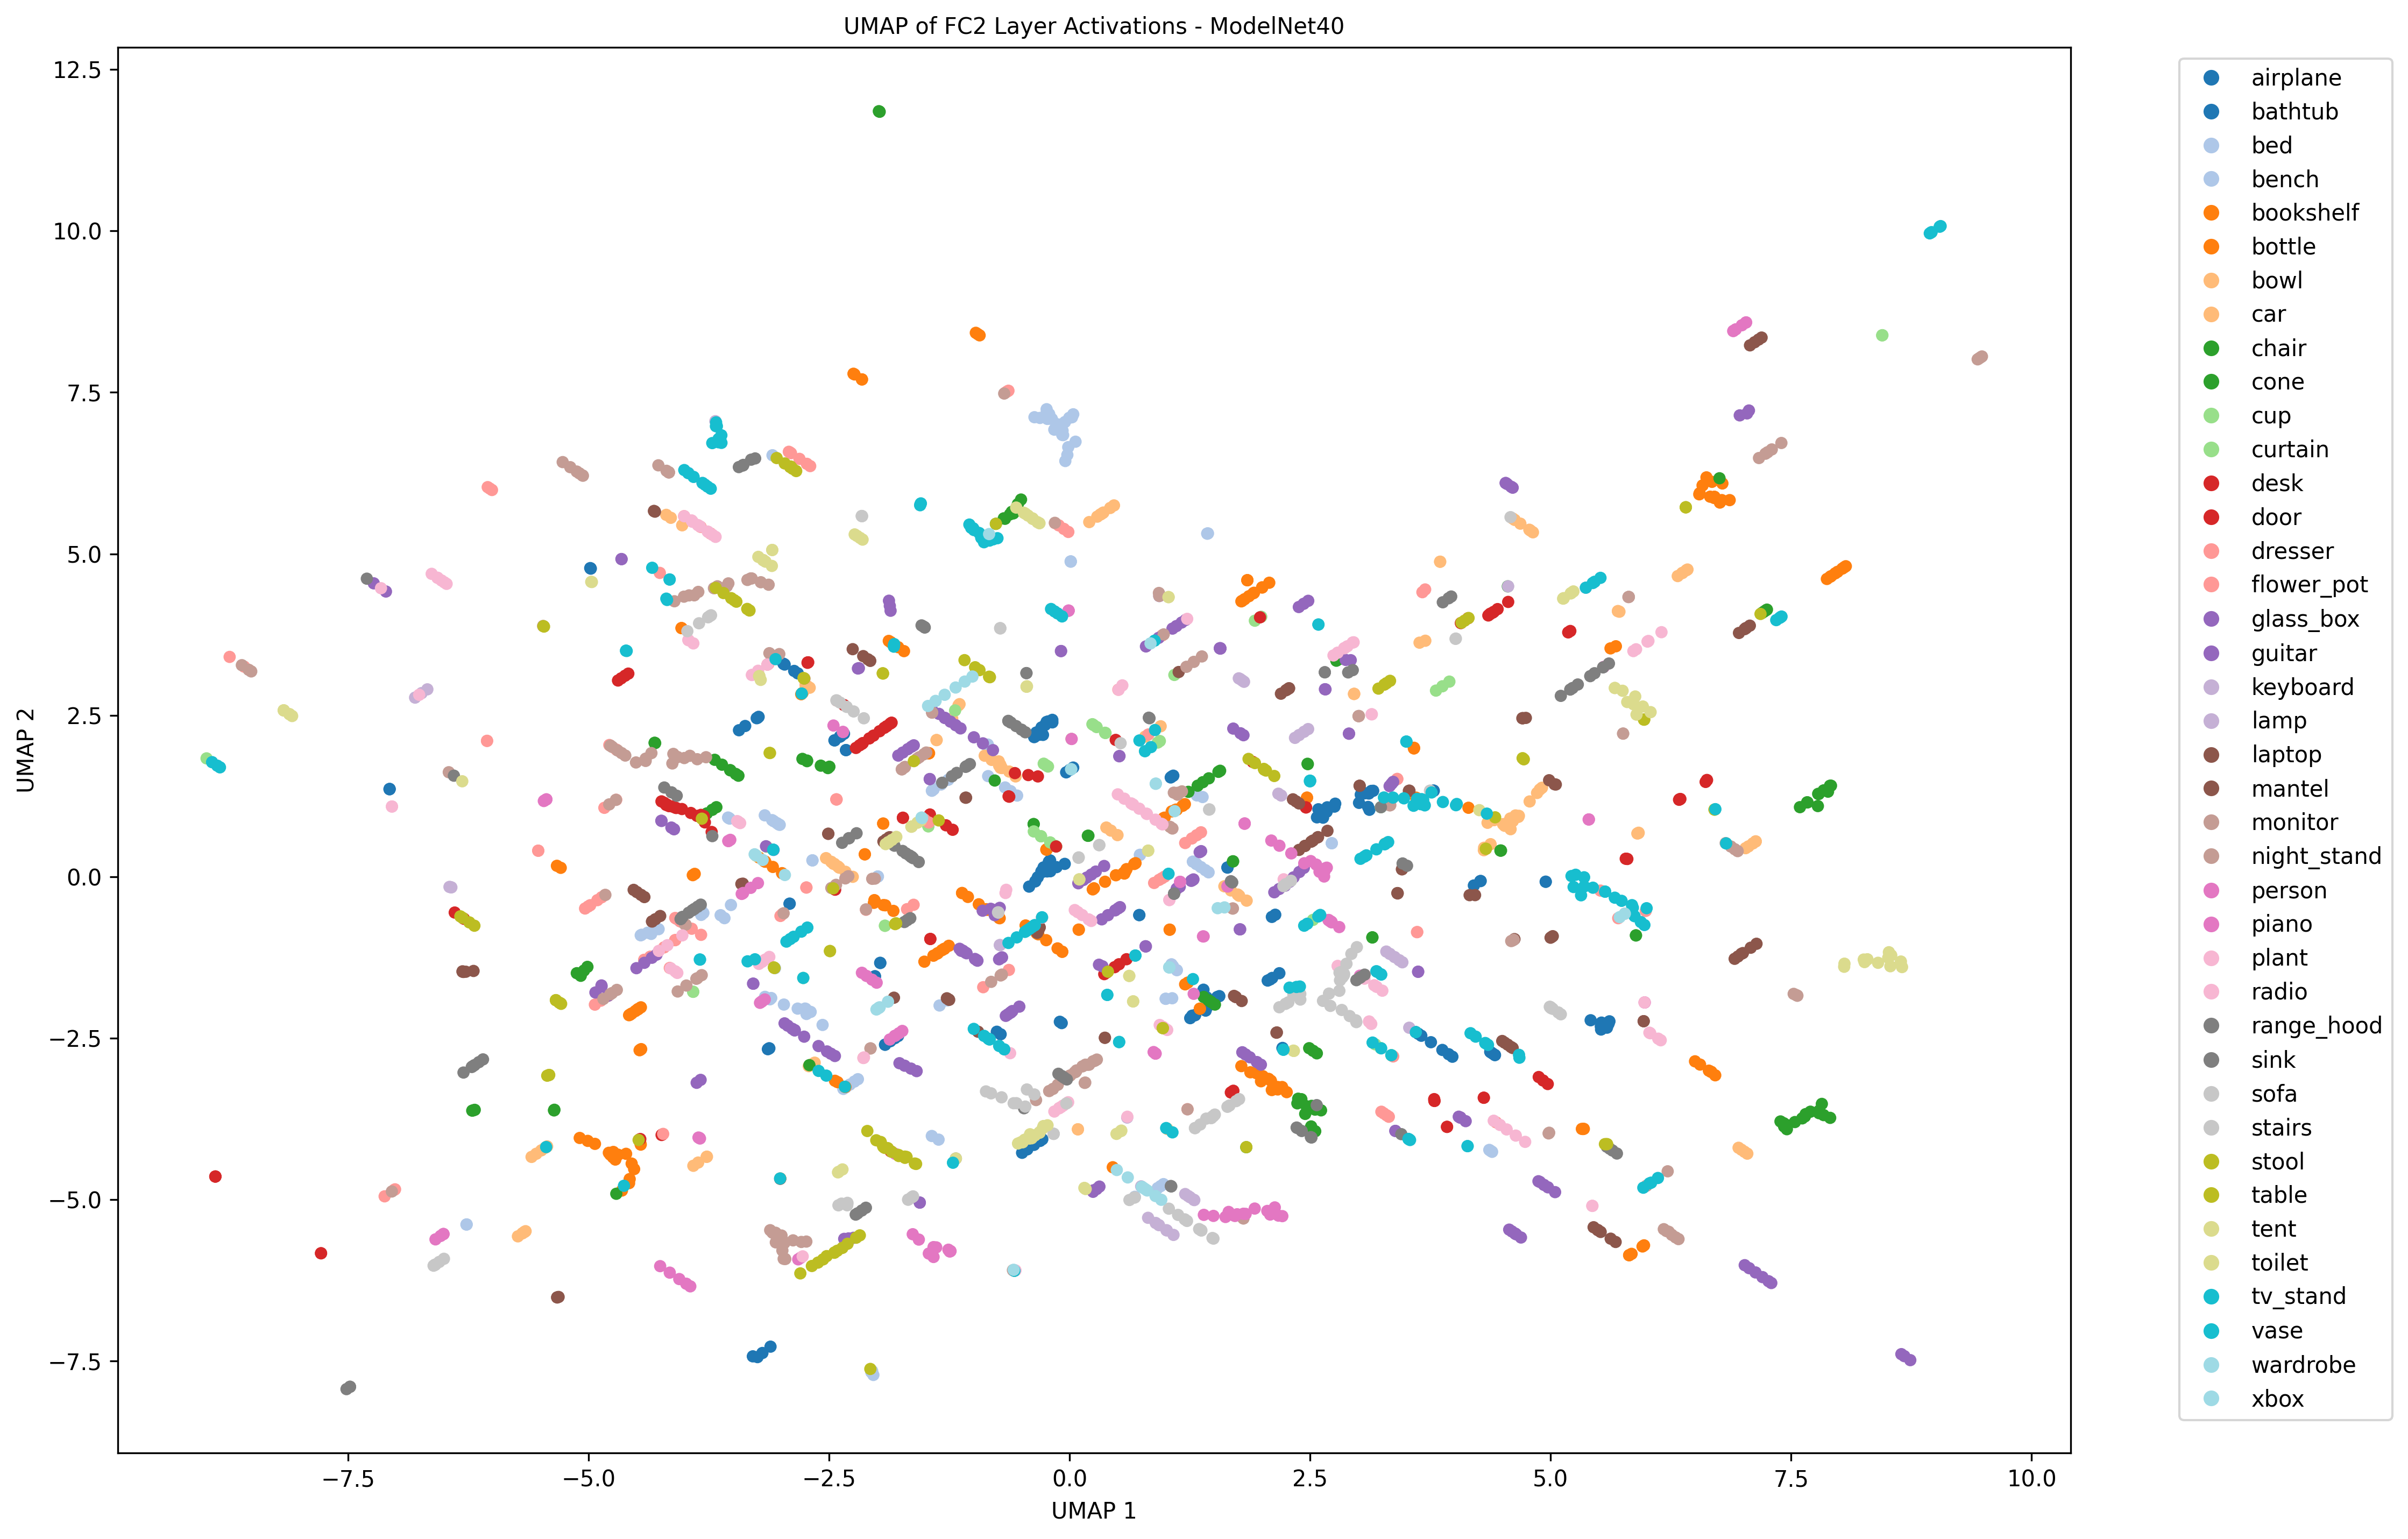 UMAP of FC2 Layer Activations - ModelNet40
12.5
10.0
7.5
5.0
2.5
0.0
−2.5
−5.0
−7.5
UMAP 2
−7.5
−5.0
−2.5
0.0
2.5
5.0
7.5
10.0
UMAP 1
airplane
bathtub
bed
bench
bookshelf
bottle
bowl
car
chair
cone
cup
curtain
desk
door
dresser
flower_pot
glass_box
guitar
keyboard
lamp
laptop
mantel
monitor
night_stand
person
piano
plant
radio
range_hood
sink
sofa
stairs
stool
table
tent
toilet
tv_stand
vase
wardrobe
xbox